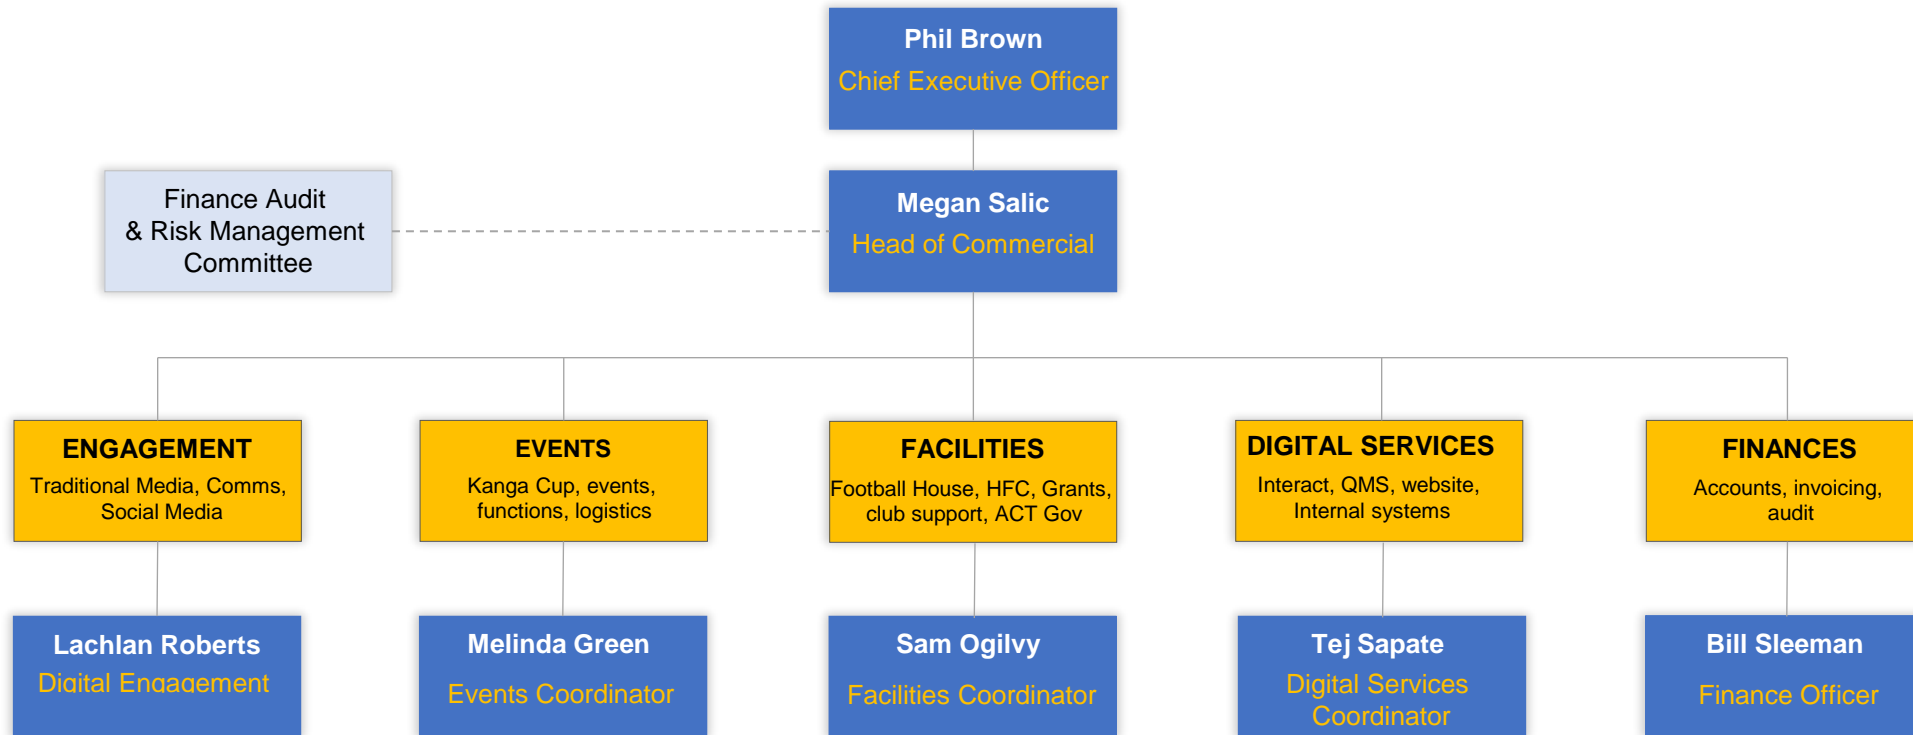 Phil Brown
Chief Executive Officer
Finance Audit
& Risk Management
Committee
Megan Salic
Head of Commercial
ENGAGEMENT
Traditional Media, Comms,
Social Media
EVENTS
Kanga Cup, events,
functions, logistics
FACILITIES
Football House, HFC, Grants,
club support, ACT Gov
DIGITAL SERVICES
Interact, QMS, website,
Internal systems
FINANCES
Accounts, invoicing,
audit
Lachlan Roberts
Digital Engagement
Melinda Green
Events Coordinator
Sam Ogilvy
Facilities Coordinator
Tej Sapate
Digital Services
Coordinator
Bill Sleeman
Finance Officer